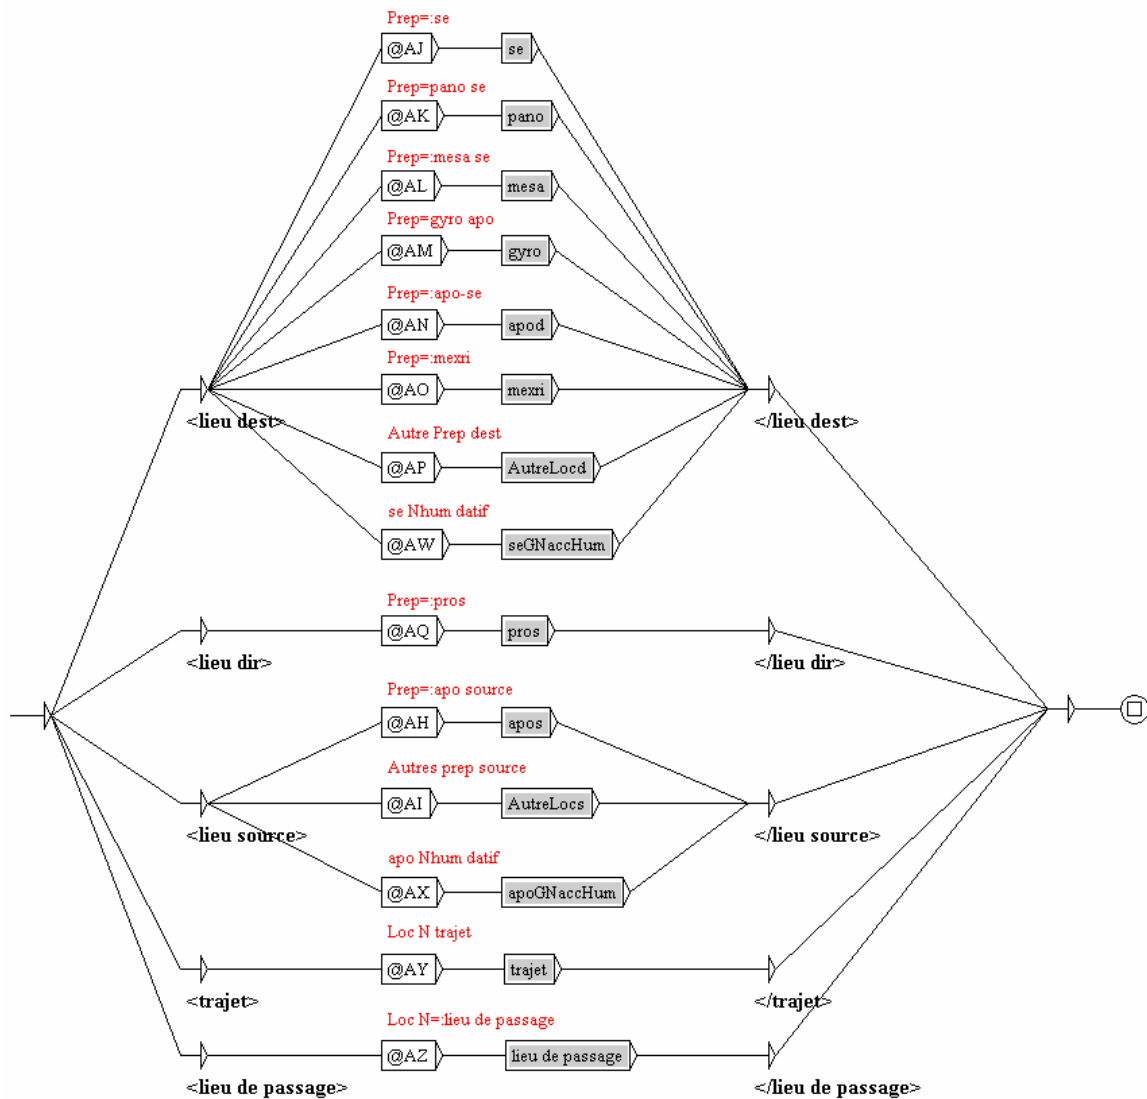 Prep=:se
@AJ se
Prep=pano se
@AK pano
Prep=:mesa se
@AL mesa
Prep=gyro apo
@AM gyro
Prep=:apo-se
@AN apod
Prep=:mexri
@AO mexri
<lieu dest> </lieu dest>
Autre Prep dest
@AP AutreLocd
se Nhum datif
@AW seGNaccHum
Prep=:pros
@AQ pros
<lieu dir> </lieu dir>
Prep=:apo source
@AH apos
Autres prep source
@AI AutreLocs
<lieu source> </lieu source>
apo Nhum datif
@AX apoGNaccHum
Loc N trajet
@AY trajet
<trajet> </trajet>
Loc N=:lieu de passage
@AZ lieu de passage
<lieu de passage> </lieu de passage>